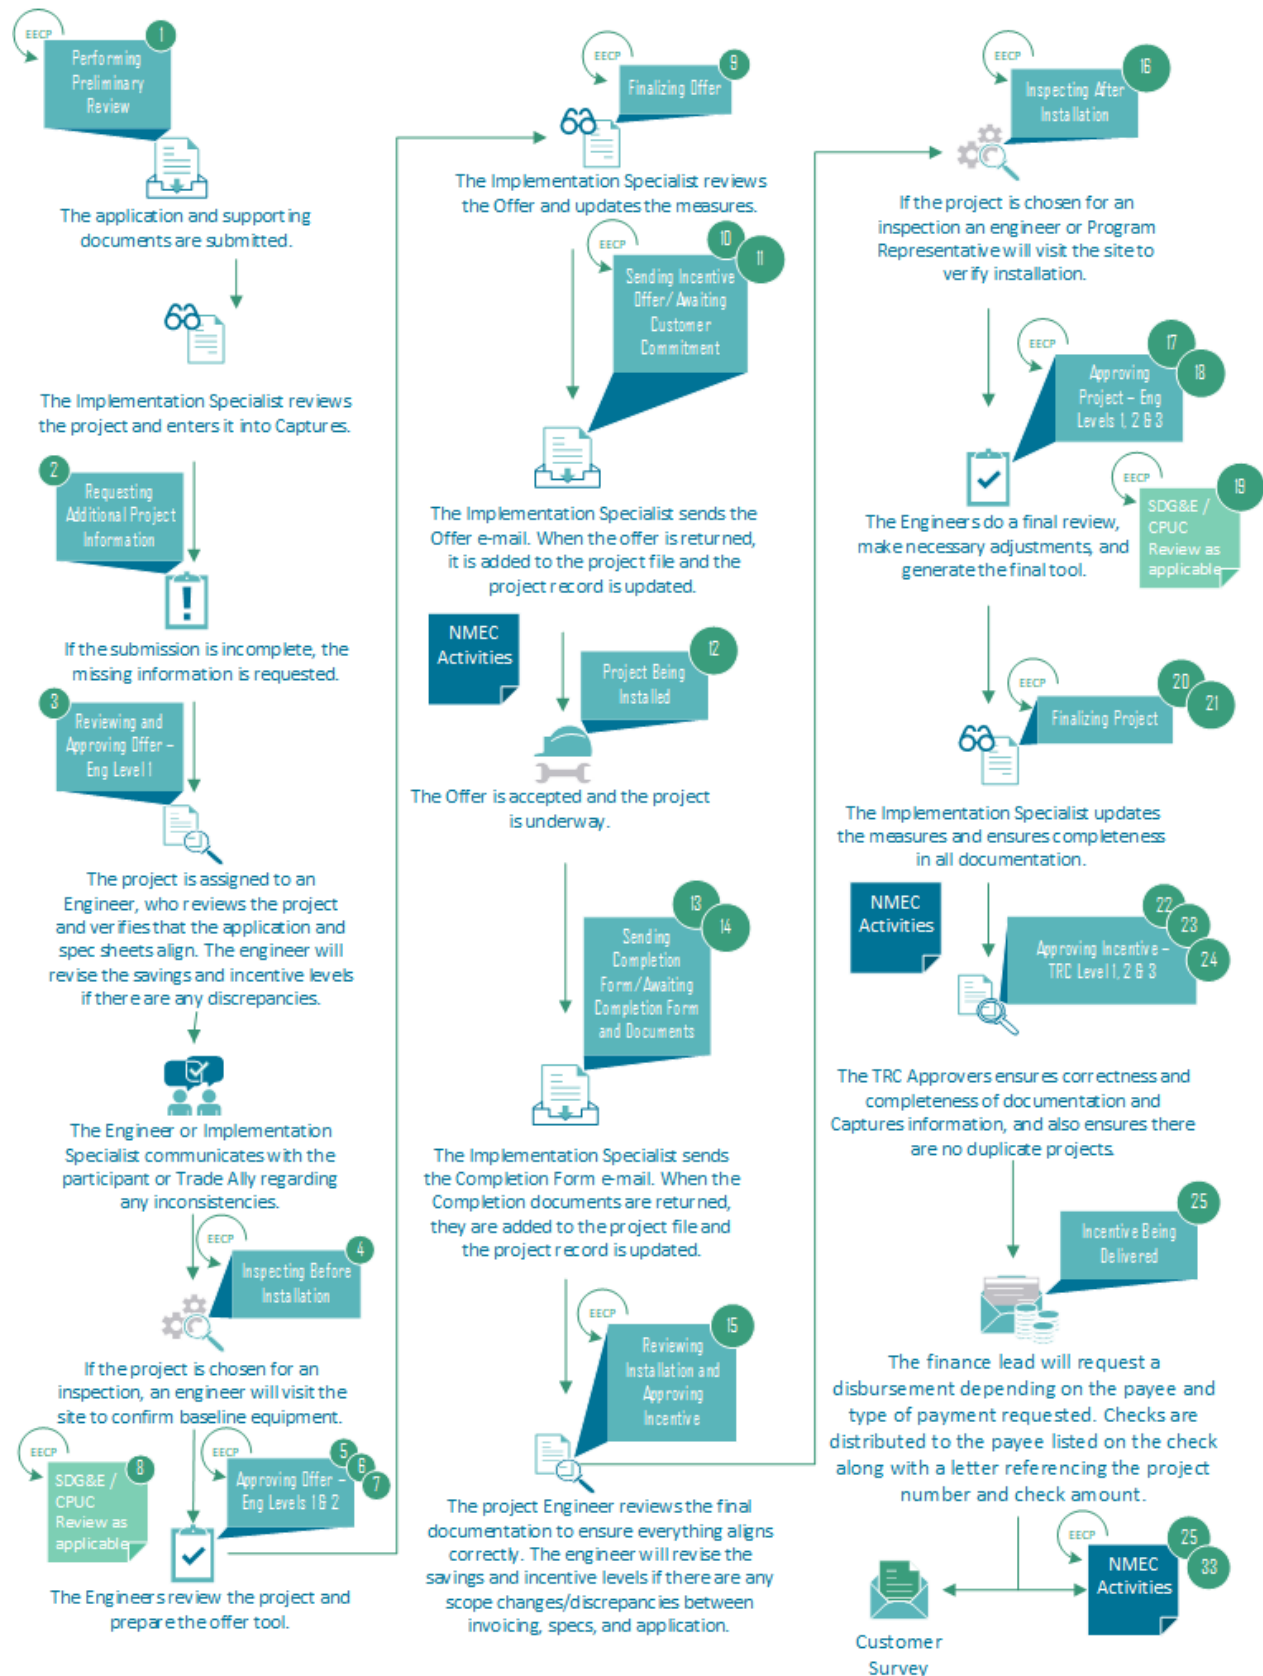 EECP
1
Performing
Preliminary
Review
The application and supporting
documents are submitted.
The Implementation Specialist reviews
the project and enters it into Captures.
2
Requesting
Additional Project
Information
If the submission is incomplete, the
missing information is requested.
3
Reviewing and
Approving Offer –
Eng Level 1
The project is assigned to an
Engineer, who reviews the project
and verifies that the application and
spec sheets align. The engineer will
revise the savings and incentive levels
if there are any discrepancies.
The Engineer or Implementation
Specialist communicates with the
participant or Trade Ally regarding
any inconsistencies.
EECP
4
Inspecting Before
Installation
If the project is chosen for an
inspection, an engineer will visit the
site to confirm baseline equipment.
EECP
8
SDG&E /
CPUC
Review as
applicable
EECP
5
6
7
Approving Offer –
Eng Levels 1 & 2
The Engineers review the project and
prepare the offer tool.
EECP
9
Finalizing Offer
The Implementation Specialist reviews
the Offer and updates the measures.
EECP
10
11
Sending Incentive
Offer/ Awaiting
Customer
Commitment
The Implementation Specialist sends the
Offer e-mail. When the offer is returned,
it is added to the project file and the
project record is updated.
NMEC
Activities
12
Project Being
Installed
The Offer is accepted and the project
is underway.
13
14
Sending
Completion
Form/Awaiting
Completion Form
and Documents
The Implementation Specialist sends
the Completion Form e-mail. When the
Completion documents are returned,
they are added to the project file and
the project record is updated.
EECP
15
Reviewing
Installation and
Approving
Incentive
The project Engineer reviews the final
documentation to ensure everything aligns
correctly. The engineer will revise the
savings and incentive levels if there are any
scope changes/discrepancies between
invoicing, specs, and application.
EECP
16
Inspecting After
Installation
If the project is chosen for an
inspection an engineer or Program
Representative will visit the site to
verify installation.
EECP
17
18
Approving
Project – Eng
Levels 1, 2 & 3
The Engineers do a final review,
make necessary adjustments, and
generate the final tool.
EECP
19
SDG&E /
CPUC
Review as
applicable
EECP
20
21
Finalizing Project
The Implementation Specialist updates
the measures and ensures completeness
in all documentation.
NMEC
Activities
22
23
24
Approving Incentive –
TRC Level 1, 2 & 3
The TRC Approvers ensures correctness and
completeness of documentation and
Captures information, and also ensures there
are no duplicate projects.
25
Incentive Being
Delivered
The finance lead will request a
disbursement depending on the payee and
type of payment requested. Checks are
distributed to the payee listed on the check
along with a letter referencing the project
number and check amount.
EECP
25
33
NMEC
Activities
Customer
Survey